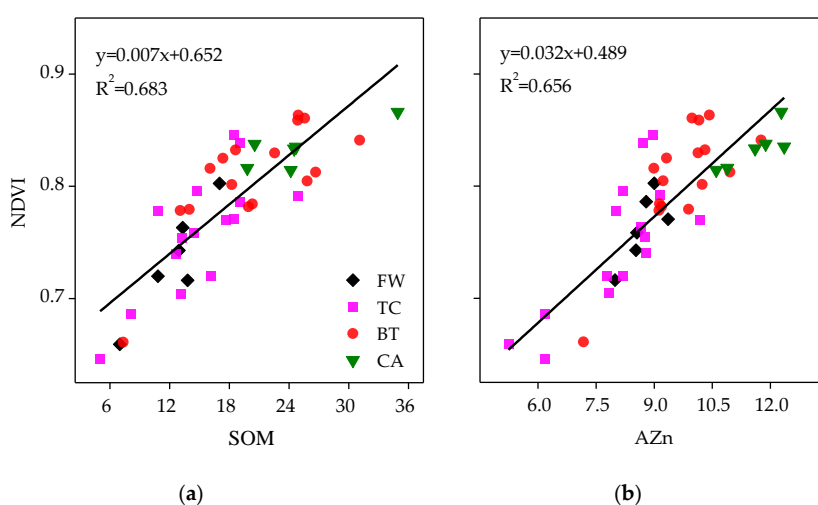 y=0.007x+0.652
R²=0.683
NDVI
0.9
0.8
0.7
FW
TC
BT
CA
6 12 18 24 30 36
SOM
(a)
y=0.032x+0.489
R²=0.656
6.0 7.5 9.0 10.5 12.0
AZn
(b)